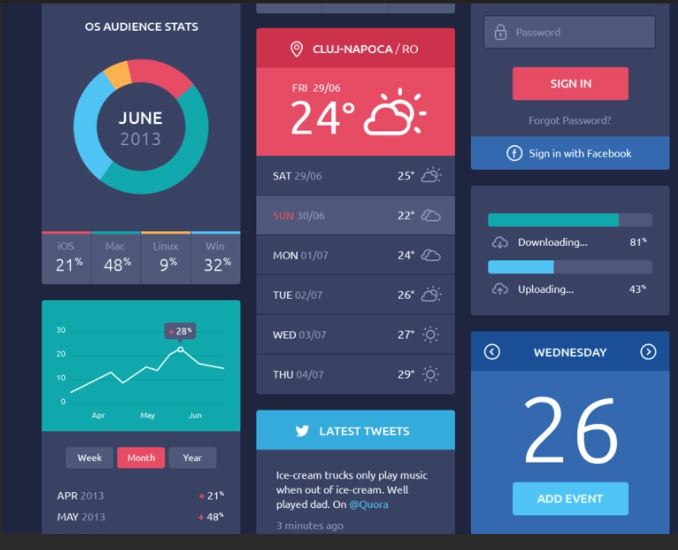 OS AUDIENCE STATS
JUNE
2013
iOS
21%
Mac
48%
Linux
9%
Win
32%
30
20
10
0
+ 28%
Apr
May
Jun
Week
Month
Year
APR 2013
+ 21%
MAY 2013
+ 48%
CLUJ-NAPOCA / RO
FRI 29/06
24°
SAT 29/06
25°
SUN 30/06
22°
MON 01/07
24°
TUE 02/07
26°
WED 03/07
27°
THU 04/07
29°
LATEST TWEETS
Ice-cream trucks only play music
when out of ice-cream. Well
played dad. On @Quora
3 minutes ago
Password
SIGN IN
Forgot Password?
Sign in with Facebook
Downloading...
81%
Uploading...
43%
WEDNESDAY
26
ADD EVENT